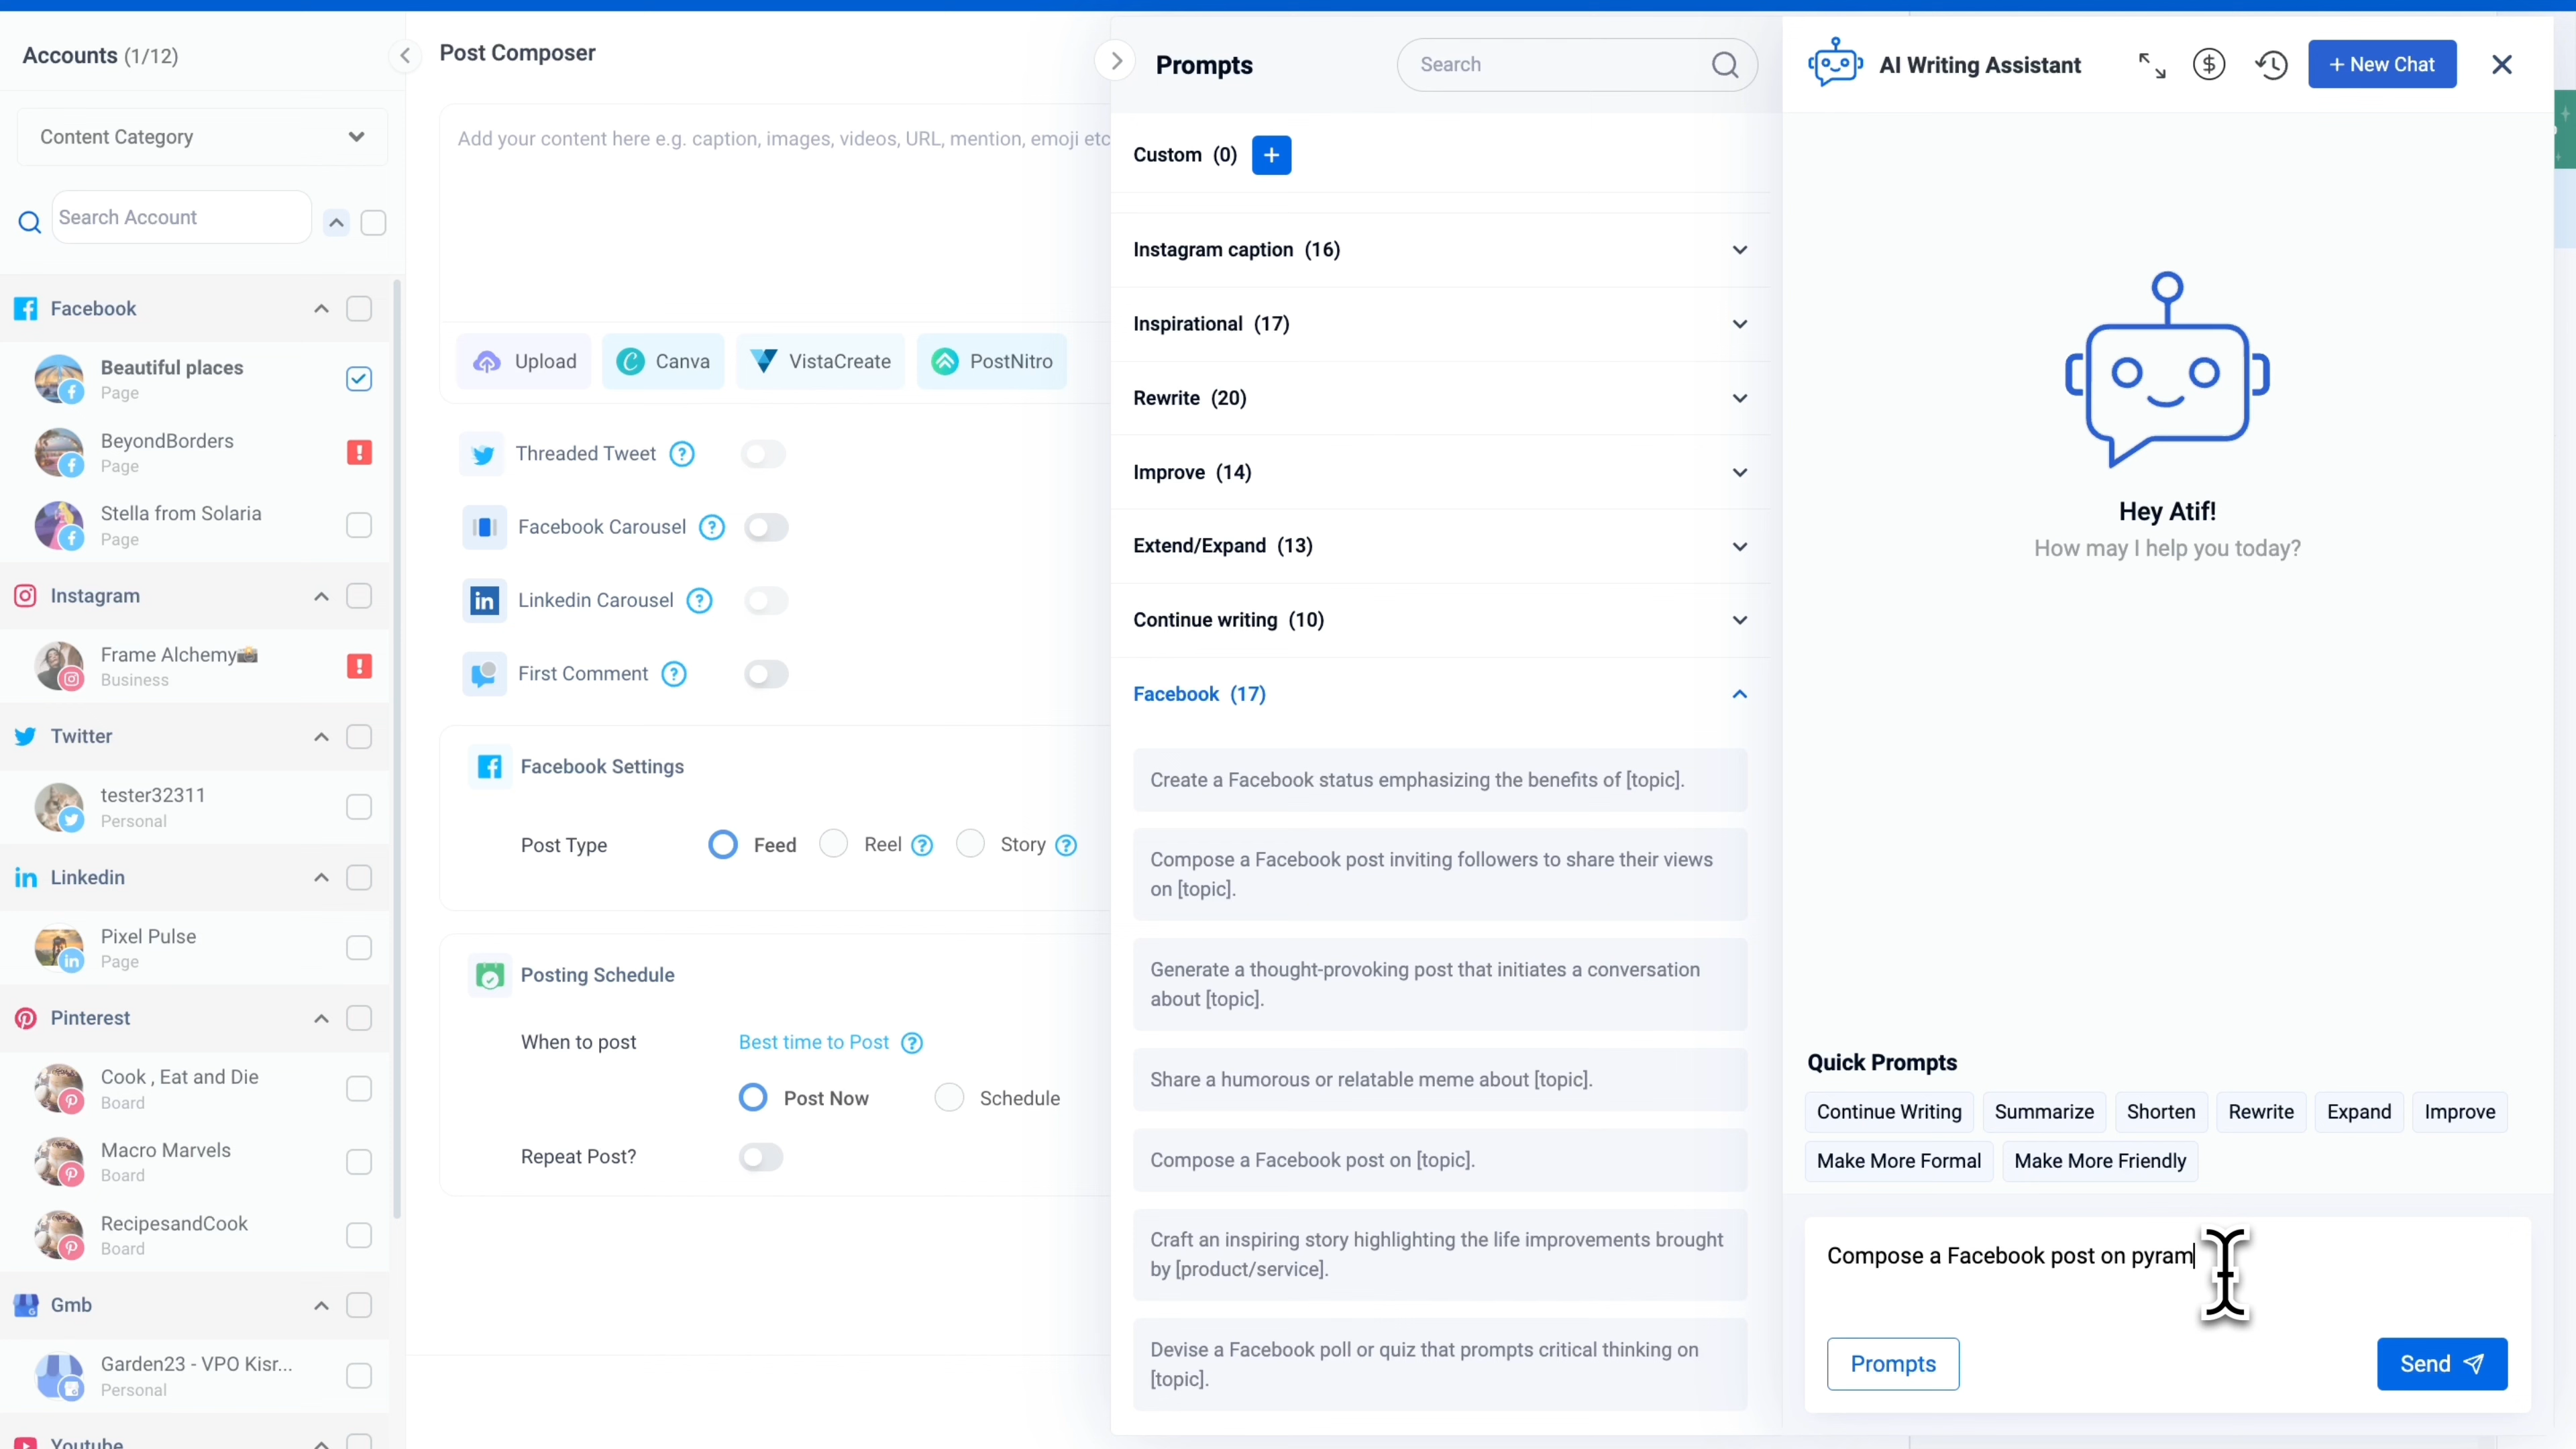 Accounts (1/12)
Content Category
Search Account
Facebook
Beautiful places
Page
BeyondBorders
Page
Stella from Solaria
Page
Instagram
Frame Alchemy📸
Business
Twitter
tester32311
Personal
Linkedin
Pixel Pulse
Page
Pinterest
Cook , Eat and Die
Board
Macro Marvels
Board
RecipesandCook
Board
Gmb
Garden23 - VPO Kisr...
Personal
Youtube
Post Composer
Add your content here e.g. caption, images, videos, URL, mention, emoji etc
Upload
Canva
VistaCreate
PostNitro
Threaded Tweet
Facebook Carousel
Linkedin Carousel
First Comment
Facebook Settings
Post Type
Feed
Reel
Story
Posting Schedule
When to post
Best time to Post
Post Now
Schedule
Repeat Post?
Prompts
Search
Custom (0)
Instagram caption (16)
Inspirational (17)
Rewrite (20)
Improve (14)
Extend/Expand (13)
Continue writing (10)
Facebook (17)
Create a Facebook status emphasizing the benefits of [topic].
Compose a Facebook post inviting followers to share their views
on [topic].
Generate a thought-provoking post that initiates a conversation
about [topic].
Share a humorous or relatable meme about [topic].
Compose a Facebook post on [topic].
Craft an inspiring story highlighting the life improvements brought
by [product/service].
Devise a Facebook poll or quiz that prompts critical thinking on
[topic].
AI Writing Assistant
+ New Chat
Hey Atif!
How may I help you today?
Quick Prompts
Continue Writing
Summarize
Shorten
Rewrite
Expand
Improve
Make More Formal
Make More Friendly
Compose a Facebook post on pyram
Prompts
Send